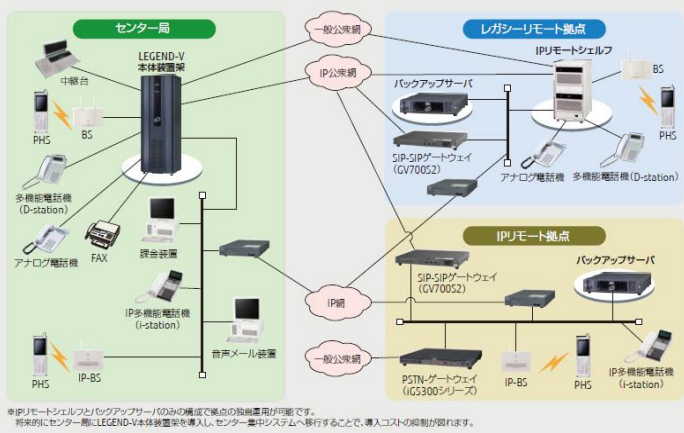 センター局
LEGEND-V
本体装置架
中継台
PHS
BS
多機能電話機
(D-station)
アナログ電話機
FAX
課金装置
IP多機能電話機
(i-station)
音声メール装置
PHS
IP-BS
一般公衆網
IP公衆網
IP網
一般公衆網
レガシーリモート拠点
IPリモートシェルフ
バックアップサーバ
BS
PHS
SIP-SIPゲートウェイ
(GV700S2)
アナログ電話機
多機能電話機(D-station)
IPリモート拠点
SIP-SIPゲートウェイ
(GV700S2)
バックアップサーバ
PSTN-ゲートウェイ
(iGS300シリーズ)
IP-BS
PHS
IP多機能電話機
(i-station)
※IPリモートシェルフとバックアップサーバのみの構成で拠点の独自運用が可能です。
将来的にセンター局にLEGEND-V本体装置架を導入し、センター集中システムへ移行することで、導入コストの抑制が図れます。